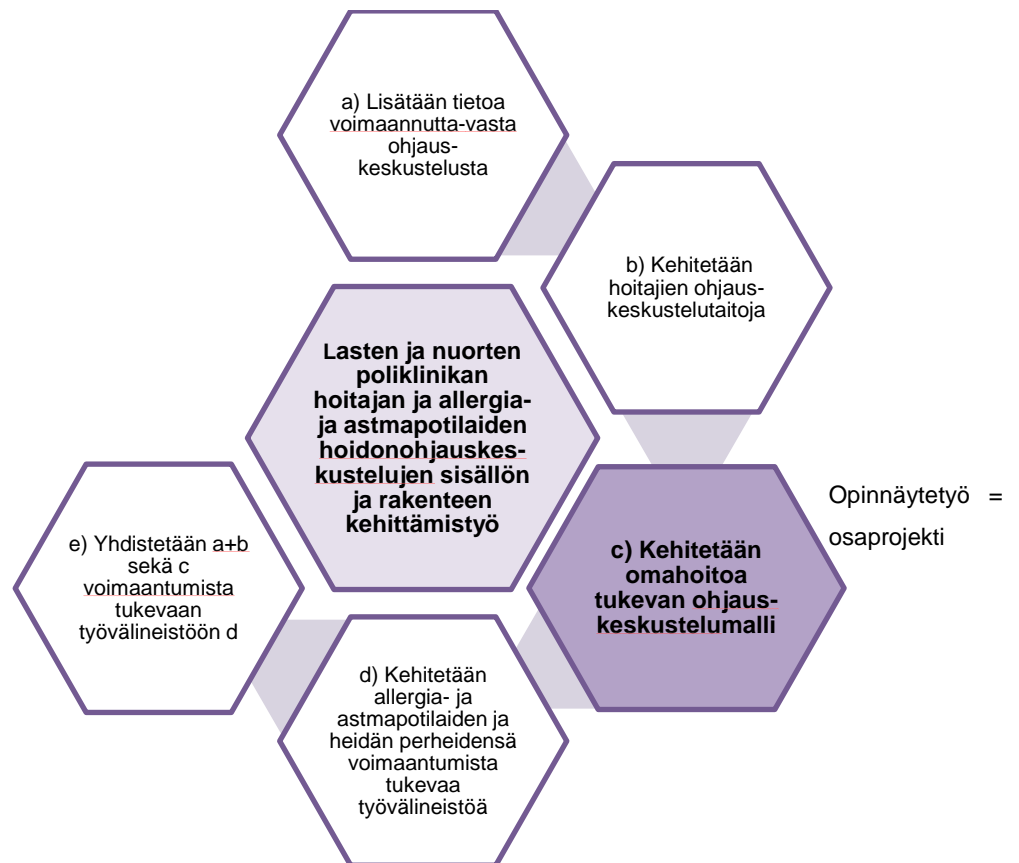 a) Lisätään tietoa
voimaannutta-vasta
ohjaus-
keskustelusta
b) Kehitetään
hoitajien ohjaus-
keskustelutaitoja
Lasten ja nuorten
poliklinikan
hoitajan ja allergia-
ja astmapotilaiden
hoidonohjauskes-
kustelujen sisällön
ja rakenteen
kehittämistyö
Opinnäytetyö =
osaprojekti
c) Kehitetään
omahoitoa
tukevan ohjaus-
keskustelumalli
d) Kehitetään
allergia- ja
astmapotilaiden ja
heidän perheidensä
voimaantumista
tukevaa
työvälineistöä
e) Yhdistetään a+b
sekä c
voimaantumista
tukevaan
työvälineistöön d